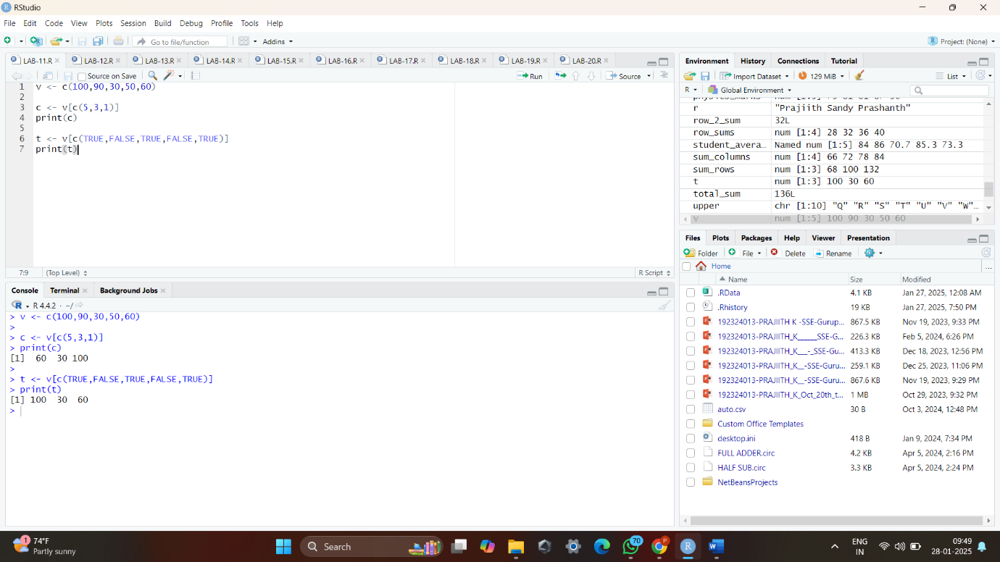 RStudio
File Edit Code View Plots Session Build Debug Profile Tools Help
Go to file/function Addins Project: (None)
LAB-11.R LAB-12.R LAB-13.R LAB-14.R LAB-15.R LAB-16.R LAB-17.R LAB-18.R LAB-19.R LAB-20.R
Source on Save Run Source
1 v <- c(100,90,30,50,60)
2
3 c <- v[c(5,3,1)]
4 print(c)
5
6 t <- v[c(TRUE,FALSE,TRUE,FALSE,TRUE)]
7 print(t)
7:9 (Top Level) R Script
Console Terminal Background Jobs
R 4.4.2 · ~/
> v <- c(100,90,30,50,60)
>
> c <- v[c(5,3,1)]
> print(c)
[1]  60  30 100
>
> t <- v[c(TRUE,FALSE,TRUE,FALSE,TRUE)]
> print(t)
[1] 100  30  60
>
Environment History Connections Tutorial
Import Dataset 129 MiB List
R Global Environment
r "Prajiith Sandy Prashanth"
row_2_sum 32L
row_sums num [1:4] 28 32 36 40
student_avera… Named num [1:5] 84 86 70.7 85.3 73.3
sum_columns num [1:4] 66 72 78 84
sum_rows num [1:3] 68 100 132
t num [1:3] 100 30 60
total_sum 136L
upper chr [1:10] "Q" "R" "S" "T" "U" "V" "W"…
v num [1:5] 100 90 30 50 60
Files Plots Packages Help Viewer Presentation
Folder File Delete Rename
Home ...
Name Size Modified
.RData 4.1 KB Jan 27, 2025, 12:08 AM
.Rhistory 19 KB Jan 27, 2025, 7:50 PM
192324013-PRAJIITH K -SSE-Gurup... 867.5 KB Nov 19, 2023, 9:33 PM
192324013-PRAJIITH_K_____SSE-G... 226.3 KB Feb 5, 2024, 6:26 PM
192324013-PRAJIITH_K__-_SSE-Gu... 413.3 KB Dec 18, 2023, 12:56 PM
192324013-PRAJIITH_K_-SSE-Guru... 259.1 KB Dec 25, 2023, 11:06 PM
192324013-PRAJIITH_K_-SSE-Guru... 867.6 KB Nov 19, 2023, 9:29 PM
192324013-PRAJIITH_K_Oct_20th_t... 1 MB Oct 29, 2023, 9:32 PM
auto.csv 30 B Oct 3, 2024, 12:48 PM
Custom Office Templates
desktop.ini 418 B Jan 9, 2024, 7:34 PM
FULL ADDER.circ 4.2 KB Apr 5, 2024, 2:16 PM
HALF SUB.circ 3.3 KB Apr 5, 2024, 2:24 PM
NetBeansProjects
1 74°F
Partly sunny
Search
70
P
ENG
IN
09:49
28-01-2025